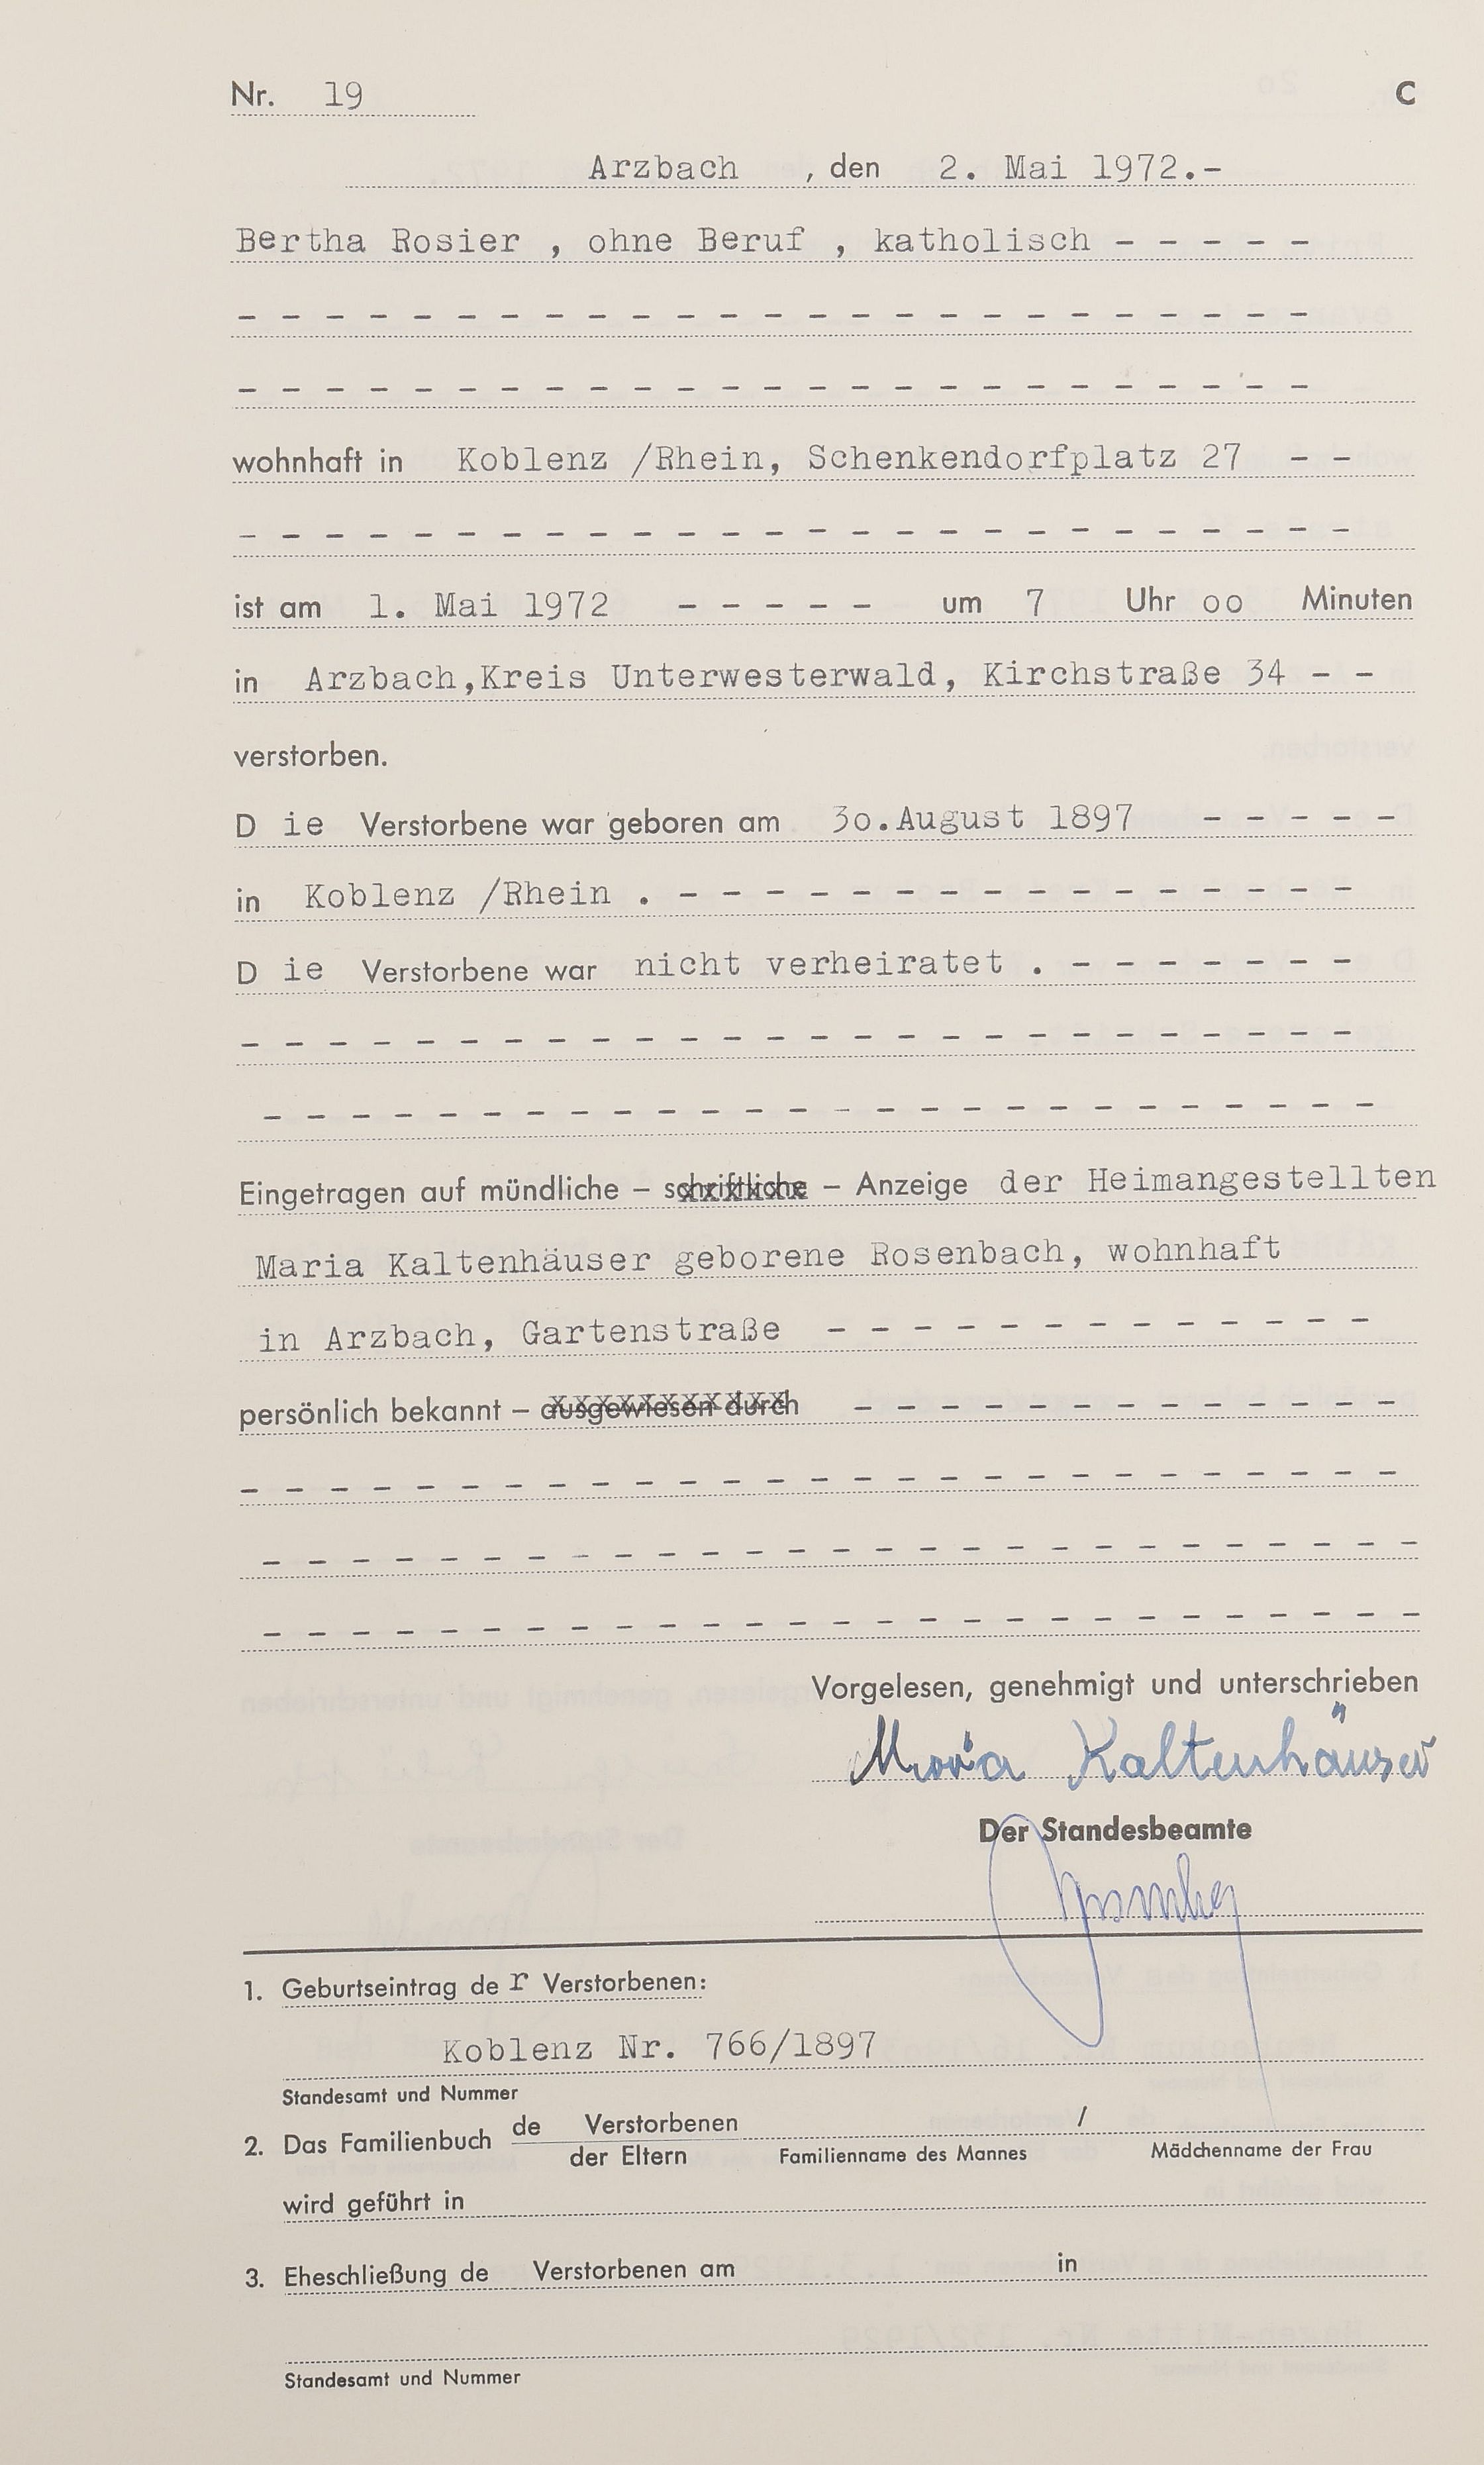 Nr. 19 C
Arzbach , den 2. Mai 1972.-
Bertha Rosier , ohne Beruf , katholisch - - - - -
- - - - - - - - - - - - - - - - - - - - - - - - -
- - - - - - - - - - - - - - - - - - - - - - - - -
wohnhaft in Koblenz /Rhein, Schenkendorfplatz 27 - -
- - - - - - - - - - - - - - - - - - - - - - - - - -
ist am 1. Mai 1972 - - - - - um 7 Uhr oo Minuten
in Arzbach,Kreis Unterwesterwald, Kirchstraße 34 - -
verstorben.
D ie Verstorbene war geboren am 3o.August 1897 - - - - -
in Koblenz /Rhein . - - - - - - - - - - - - - - - -
D ie Verstorbene war nicht verheiratet . - - - - - - -
- - - - - - - - - - - - - - - - - - - - - - - - - -
- - - - - - - - - - - - - - - - - - - - - - - - - -
Eingetragen auf mündliche – schriftliche – Anzeige der Heimangestellten
Maria Kaltenhäuser geborene Rosenbach, wohnhaft
in Arzbach, Gartenstraße - - - - - - - - - - - - -
persönlich bekannt – ausgewiesen durch - - - - - - - - - - - - -
- - - - - - - - - - - - - - - - - - - - - - - - - - -
- - - - - - - - - - - - - - - - - - - - - - - - - - -
- - - - - - - - - - - - - - - - - - - - - - - - - - -
Vorgelesen, genehmigt und unterschrieben
Maria Kaltenhäuser
Der Standesbeamte
1. Geburtseintrag de r Verstorbenen:
Koblenz Nr. 766/1897
Standesamt und Nummer
2. Das Familienbuch de Verstorbenen /
der Eltern Familienname des Mannes Mädchenname der Frau
wird geführt in
3. Eheschließung de Verstorbenen am in
Standesamt und Nummer